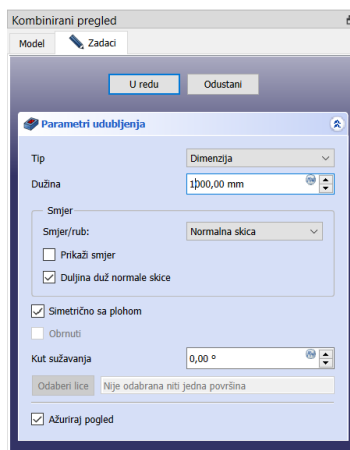 Kombinirani pregled
Model Zadaci
U redu Odustani
Parametri udubljenja
Tip Dimenzija
Dužina 1000,00 mm
Smjer
Smjer/rub: Normalna skica
Prikaži smjer
Duljina duž normale skice
Simetrično sa plohom
Obrnuti
Kut sužavanja 0,00 °
Odaberi lice Nije odabrana niti jedna površina
Ažuriraj pogled